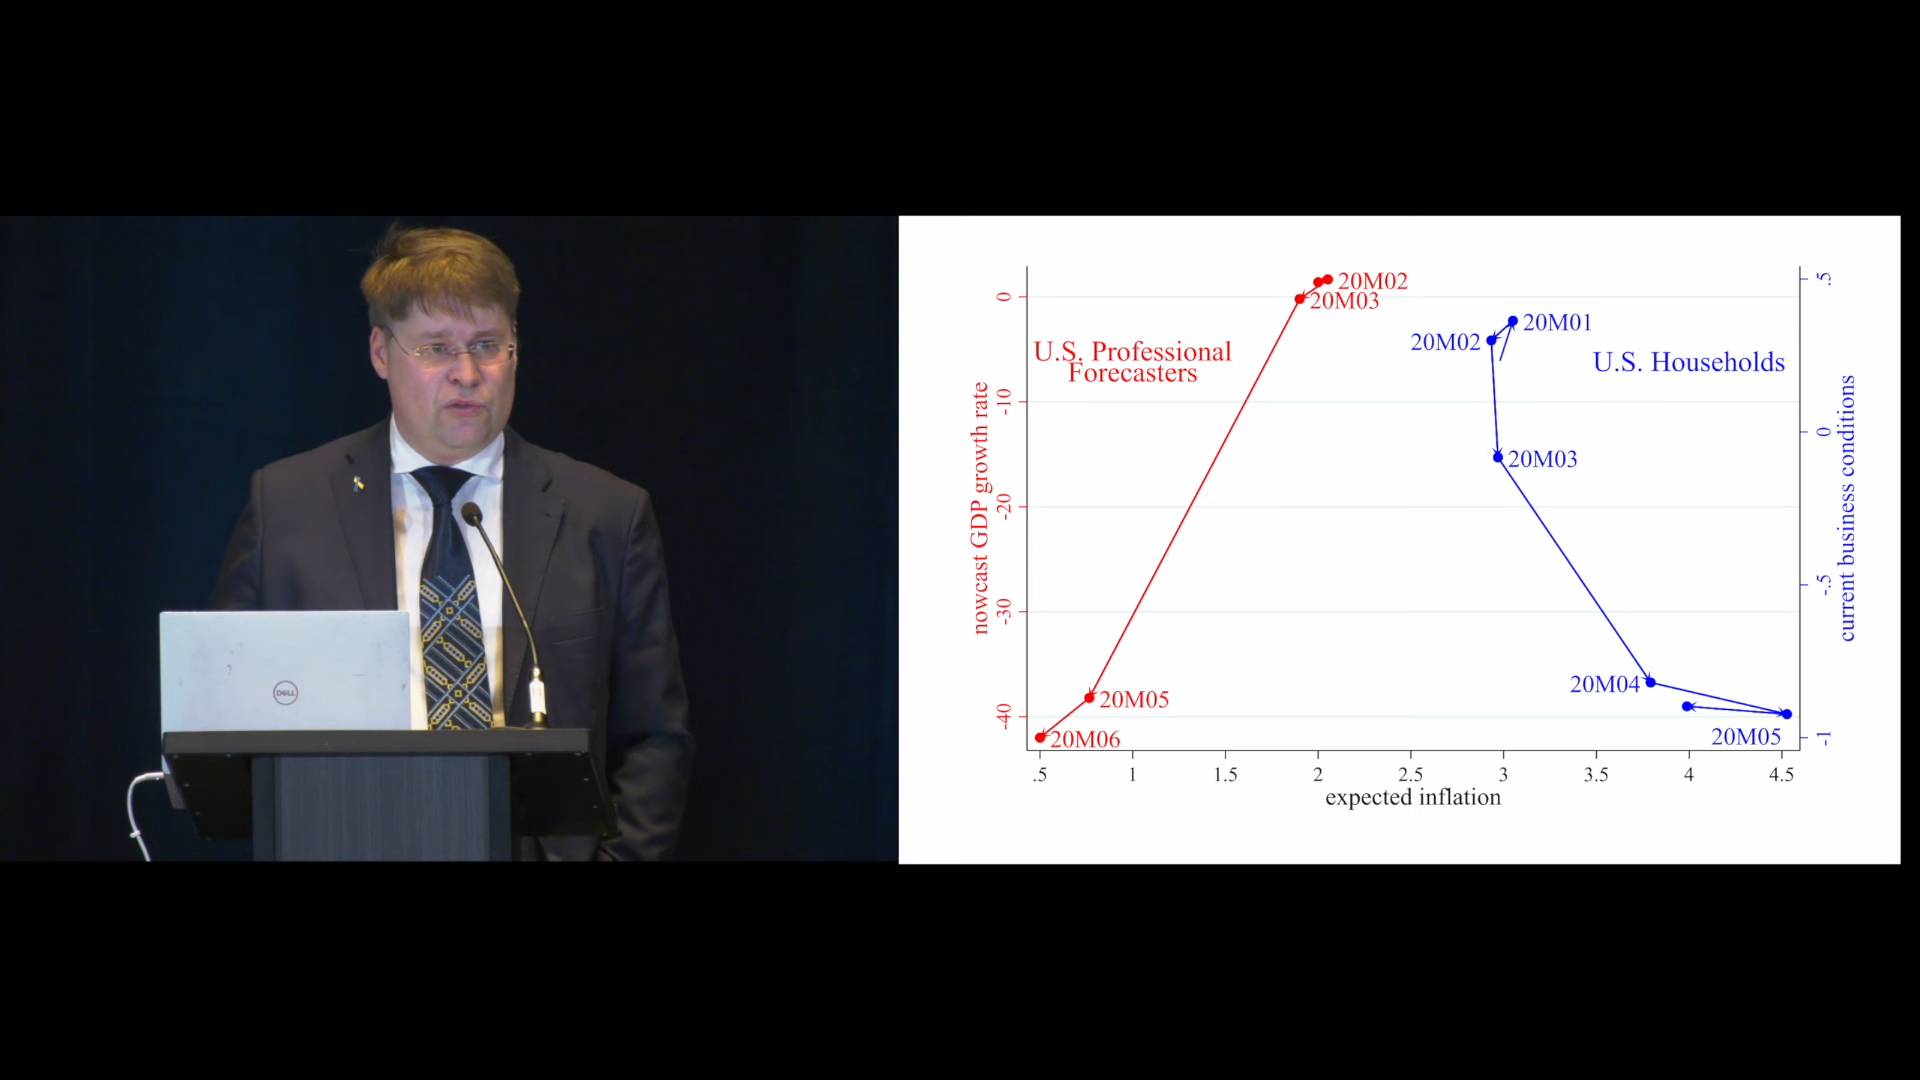 DELL
20M02
20M03
U.S. Professional
Forecasters
nowcast GDP growth rate
0
-10
-20
-30
-40
20M05
20M06
20M01
20M02
U.S. Households
20M03
20M04
20M05
.5
0
-.5
-1
current business conditions
.5 1 1.5 2 2.5 3 3.5 4 4.5
expected inflation